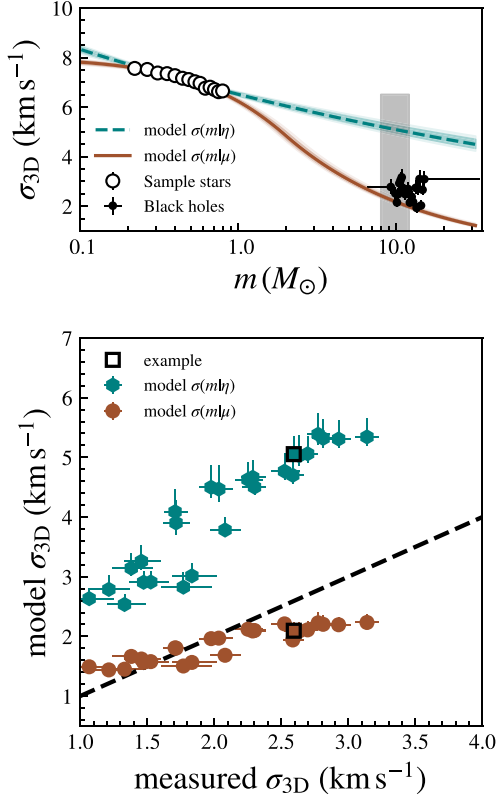 10
8
6
4
2
σ3D (km s−1)
model σ(m|η)
model σ(m|μ)
Sample stars
Black holes
0.1 1.0 10.0
m (M⊙)
7
6
5
4
3
2
1
model σ3D (km s−1)
example
model σ(m|η)
model σ(m|μ)
1.0 1.5 2.0 2.5 3.0 3.5 4.0
measured σ3D (km s−1)